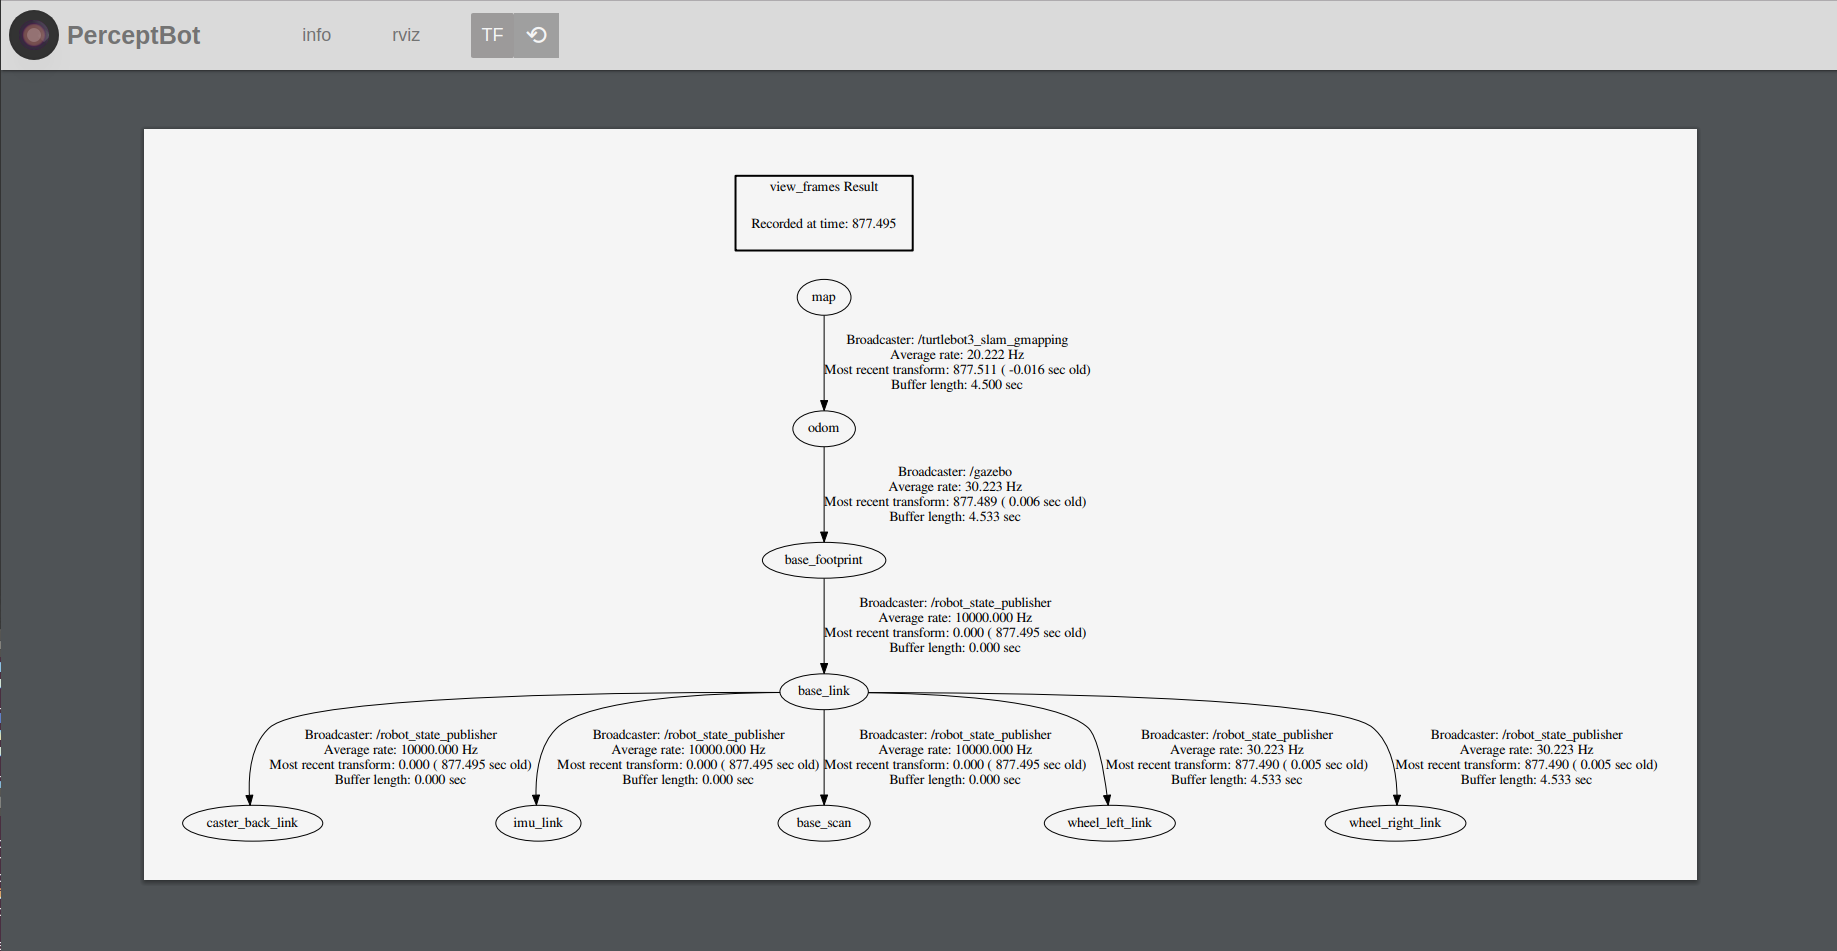 PerceptBot
info
rviz
TF
view_frames Result
Recorded at time: 877.495
map
Broadcaster: /turtlebot3_slam_gmapping
Average rate: 20.222 Hz
Most recent transform: 877.511 ( -0.016 sec old)
Buffer length: 4.500 sec
odom
Broadcaster: /gazebo
Average rate: 30.223 Hz
Most recent transform: 877.489 ( 0.006 sec old)
Buffer length: 4.533 sec
base_footprint
Broadcaster: /robot_state_publisher
Average rate: 10000.000 Hz
Most recent transform: 0.000 ( 877.495 sec old)
Buffer length: 0.000 sec
base_link
Broadcaster: /robot_state_publisher
Average rate: 10000.000 Hz
Most recent transform: 0.000 ( 877.495 sec old)
Buffer length: 0.000 sec
Broadcaster: /robot_state_publisher
Average rate: 10000.000 Hz
Most recent transform: 0.000 ( 877.495 sec old)
Buffer length: 0.000 sec
Broadcaster: /robot_state_publisher
Average rate: 10000.000 Hz
Most recent transform: 0.000 ( 877.495 sec old)
Buffer length: 0.000 sec
Broadcaster: /robot_state_publisher
Average rate: 30.223 Hz
Most recent transform: 877.490 ( 0.005 sec old)
Buffer length: 4.533 sec
Broadcaster: /robot_state_publisher
Average rate: 30.223 Hz
Most recent transform: 877.490 ( 0.005 sec old)
Buffer length: 4.533 sec
caster_back_link
imu_link
base_scan
wheel_left_link
wheel_right_link